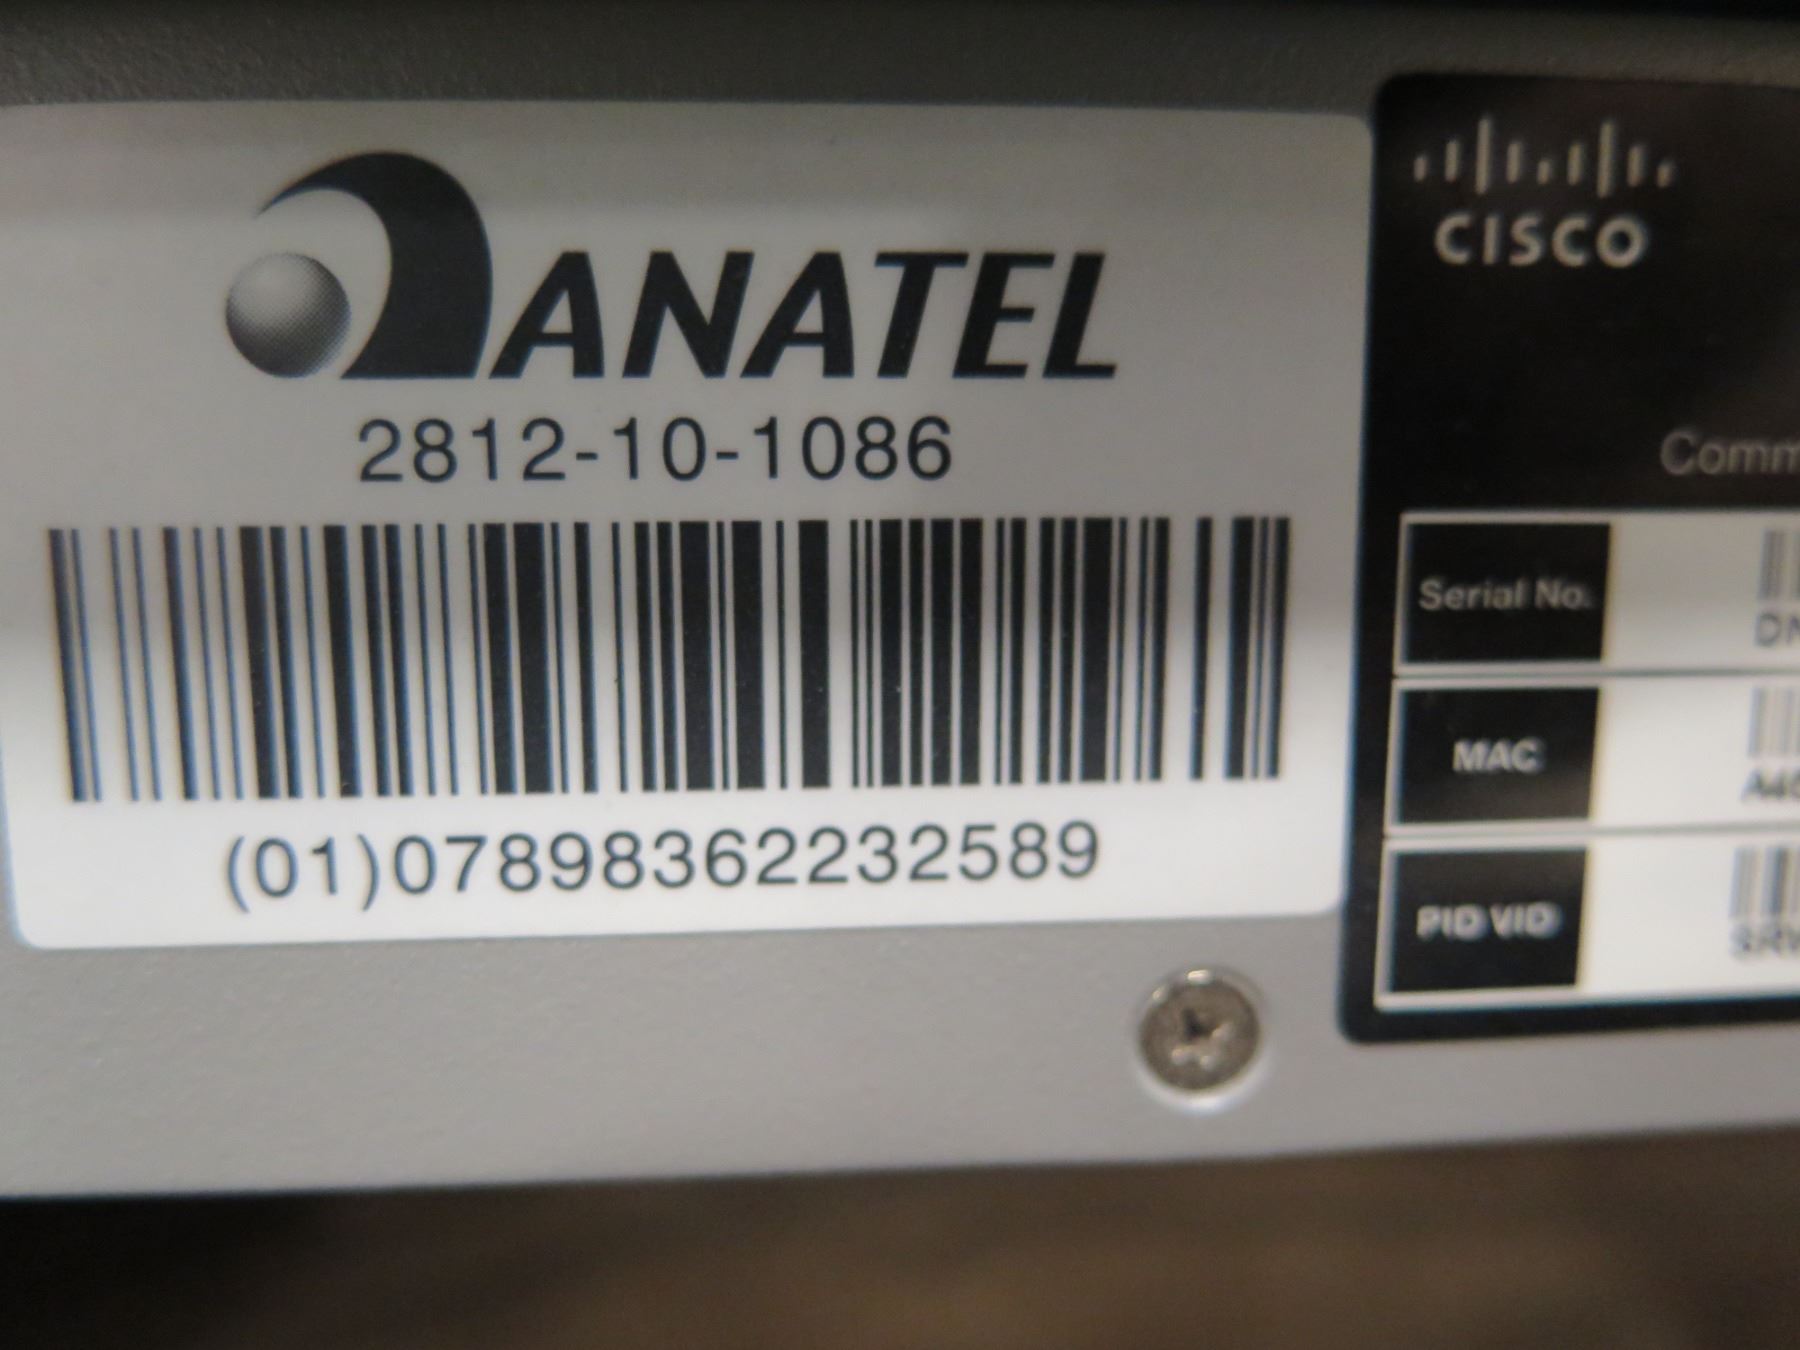 ANATEL
2812-10-1086
(01)07898362232589
CISCO
Serial No.
MAC
PID VID